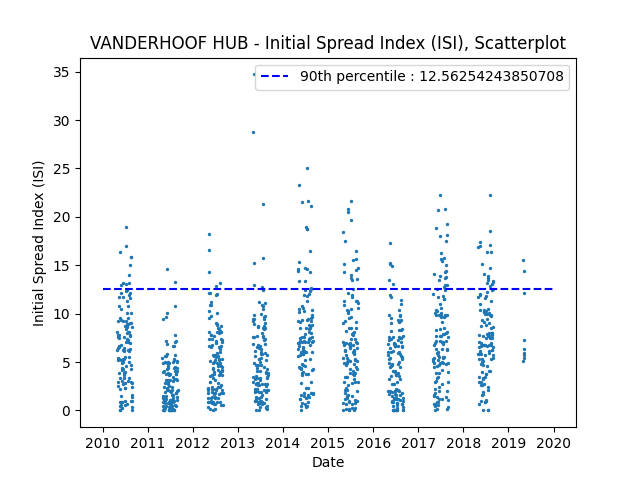 VANDERHOOF HUB - Initial Spread Index (ISI), Scatterplot
90th percentile : 12.56254243850708
Initial Spread Index (ISI)
35
30
25
20
15
10
5
0
2010 2011 2012 2013 2014 2015 2016 2017 2018 2019 2020
Date